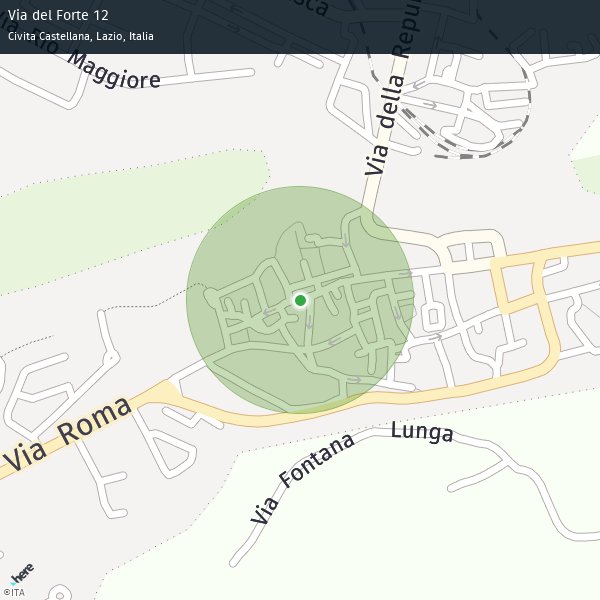 Via del Forte 12
Civita Castellana, Lazio, Italia
Maggiore
Via della Repu
Via Roma
Via Fontana Lunga
here
©ITA